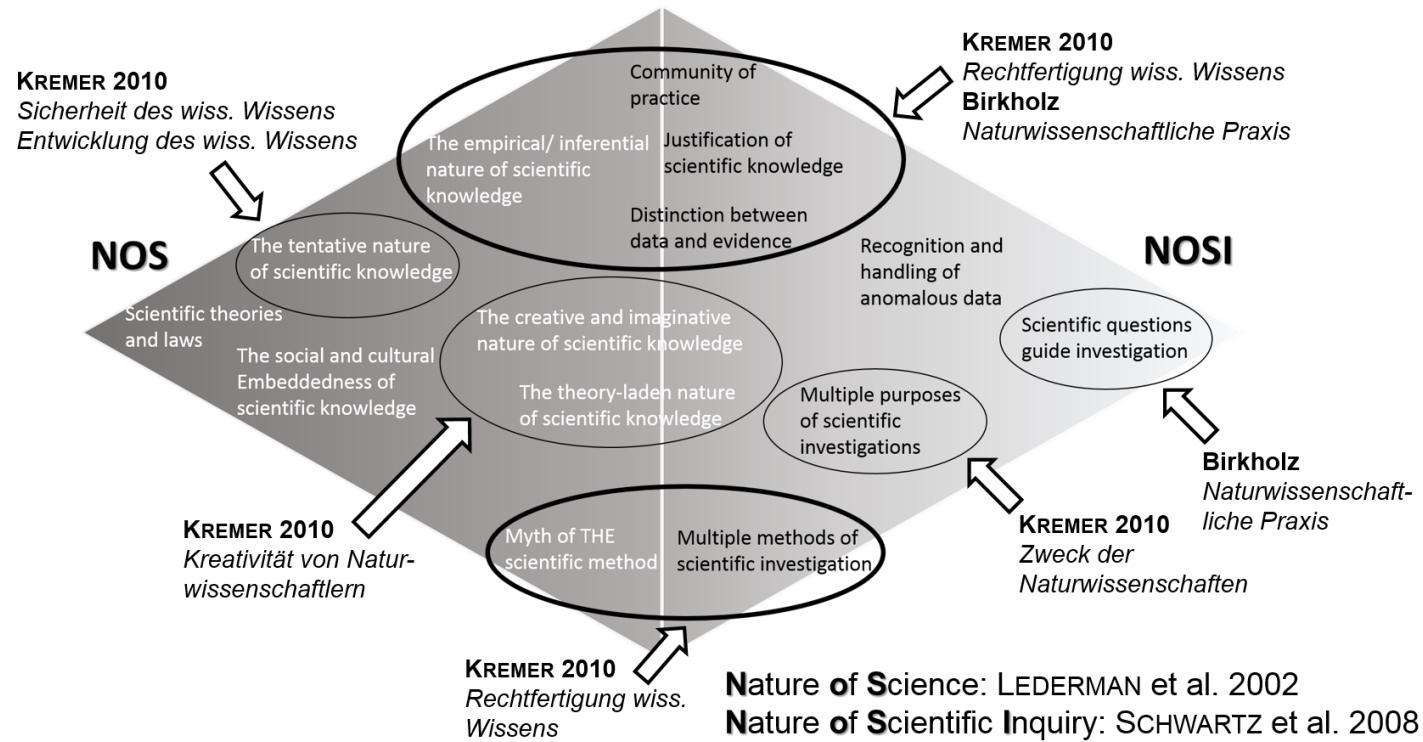 KREMER 2010
Sicherheit des wiss. Wissens
Entwicklung des wiss. Wissens
KREMER 2010
Rechtfertigung wiss. Wissens
Birkholz
Naturwissenschaftliche Praxis
Community of
practice
The empirical/ inferential
nature of scientific
knowledge
Justification of
scientific knowledge
Distinction between
data and evidence
NOS
The tentative nature
of scientific knowledge
Recognition and
handling of
anomalous data
NOSI
Scientific theories
and laws
The social and cultural
Embeddedness of
scientific knowledge
The creative and imaginative
nature of scientific knowledge
The theory-laden nature
of scientific knowledge
Scientific questions
guide investigation
Multiple purposes
of scientific
investigations
Birkholz
Naturwissenschaft-
liche Praxis
KREMER 2010
Kreativität von Natur-
wissenschaftlern
Myth of THE
scientific method
Multiple methods of
scientific investigation
KREMER 2010
Zweck der
Naturwissenschaften
KREMER 2010
Rechtfertigung wiss.
Wissens
Nature of Science: LEDERMAN et al. 2002
Nature of Scientific Inquiry: SCHWARTZ et al. 2008